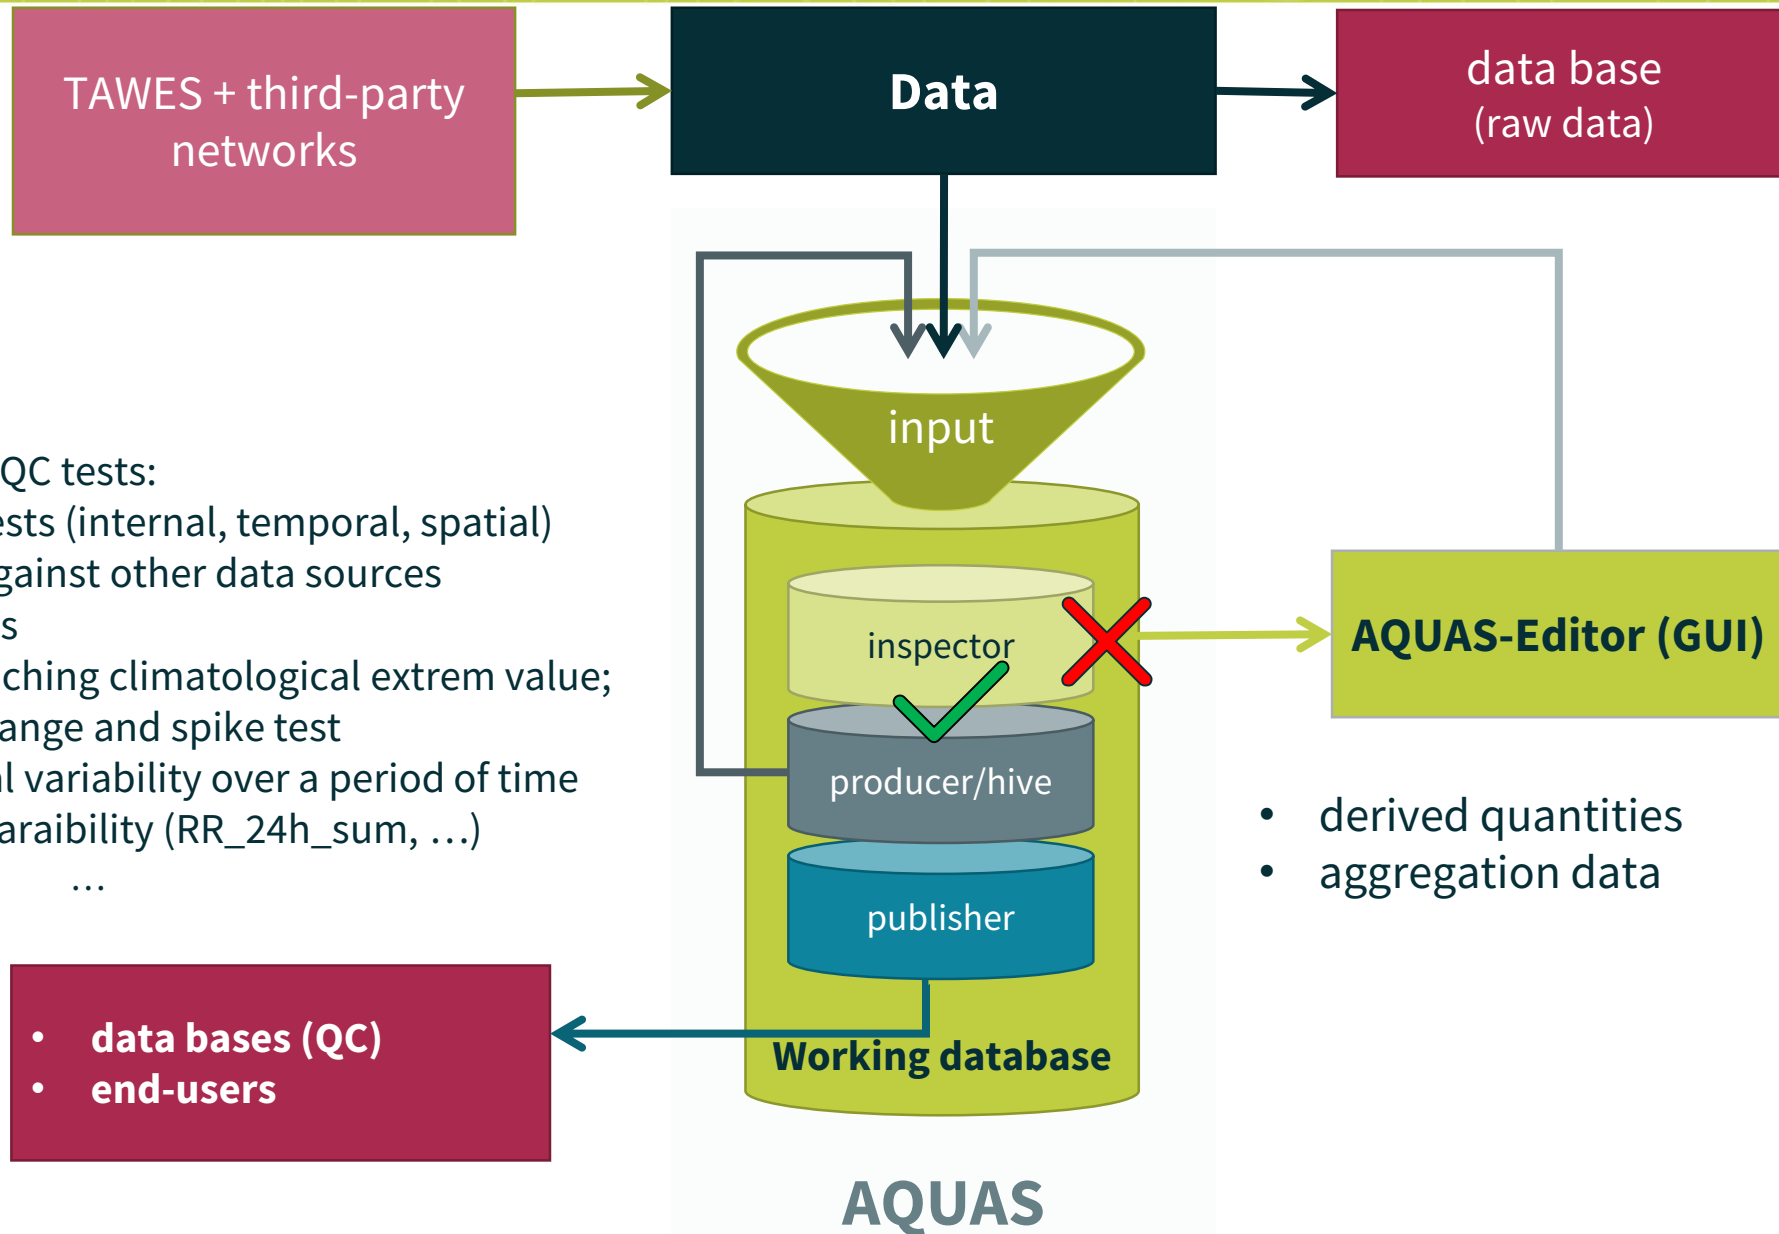 TAWES + third-party
networks
Data
data base
(raw data)
input
QC tests:
ests (internal, temporal, spatial)
gainst other data sources
s
ching climatological extrem value;
ange and spike test
l variability over a period of time
araibility (RR_24h_sum, …)
…
inspector
producer/hive
publisher
Working database
AQUAS-Editor (GUI)
• derived quantities
• aggregation data
• data bases (QC)
• end-users
AQUAS